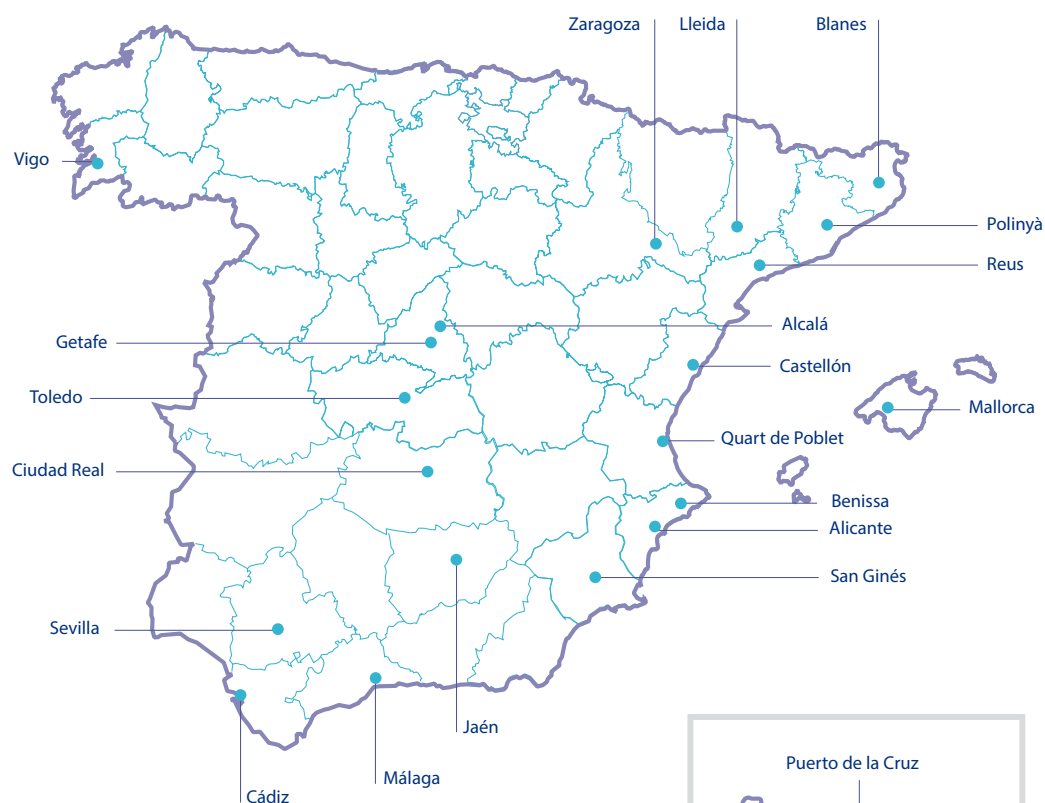 Zaragoza
Lleida
Blanes
Vigo
Polinyà
Reus
Alcalá
Getafe
Castellón
Toledo
Mallorca
Quart de Poblet
Ciudad Real
Benissa
Alicante
San Ginés
Sevilla
Jaén
Puerto de la Cruz
Málaga
Cádiz